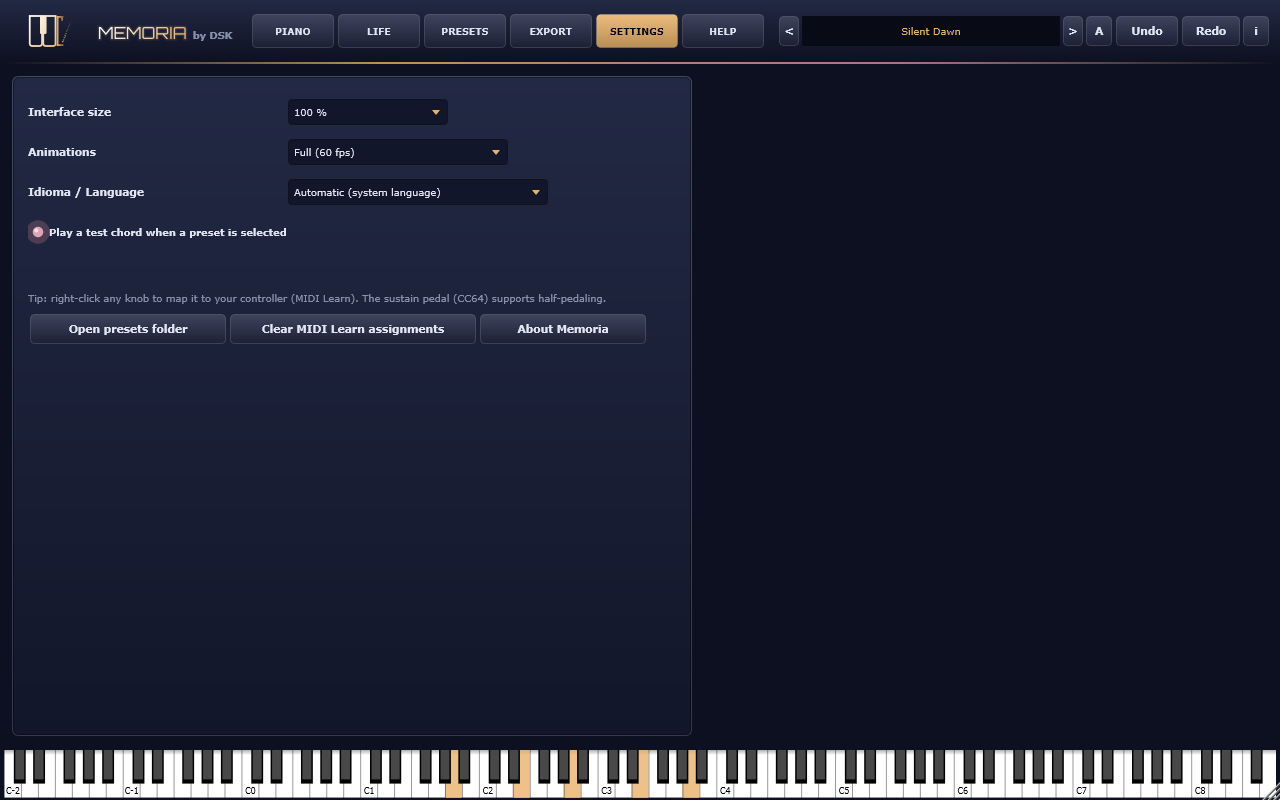 MEMORIA by DSK PIANO LIFE PRESETS EXPORT SETTINGS HELP < Silent Dawn > A Undo Redo i
Interface size 100 %
Animations Full (60 fps)
Idioma / Language Automatic (system language)
Play a test chord when a preset is selected
Tip: right-click any knob to map it to your controller (MIDI Learn). The sustain pedal (CC64) supports half-pedaling.
Open presets folder Clear MIDI Learn assignments About Memoria
C-2 C-1 C0 C1 C2 C3 C4 C5 C6 C7 C8